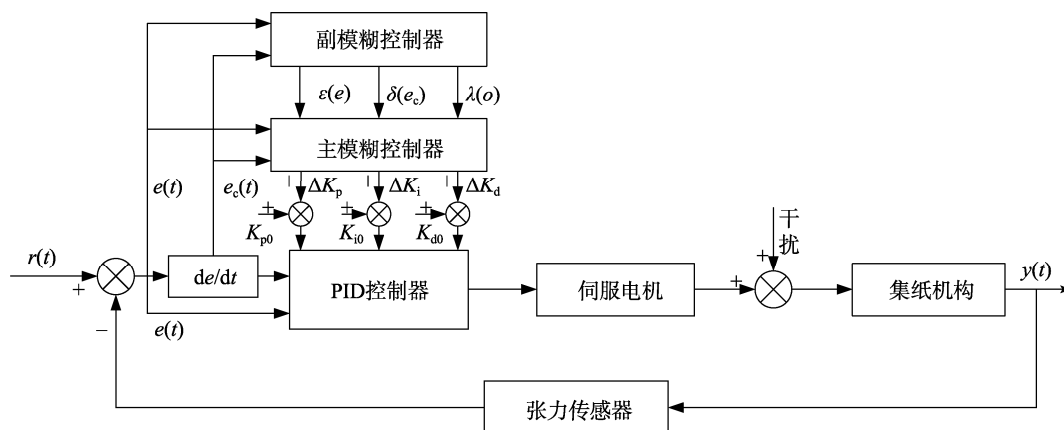 副模糊控制器
ε(e) δ(e_c) λ(o)
主模糊控制器
e(t) e_c(t) ΔK_p ΔK_i ΔK_d
+ + +
K_p0 K_i0 K_d0
干
扰
r(t) + de/dt PID控制器 伺服电机 + + 集纸机构 y(t)
− e(t)
张力传感器